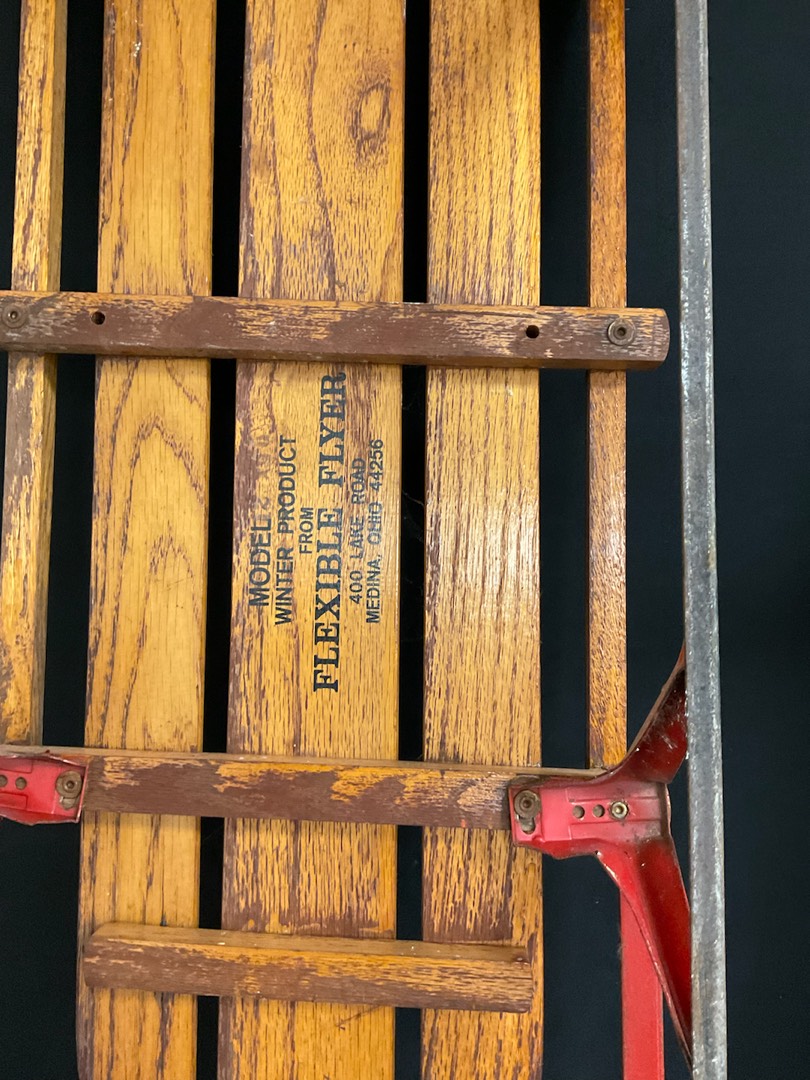 MODEL
WINTER PRODUCT
FROM
FLEXIBLE FLYER
400 LAKE ROAD
MEDINA, OHIO 44256